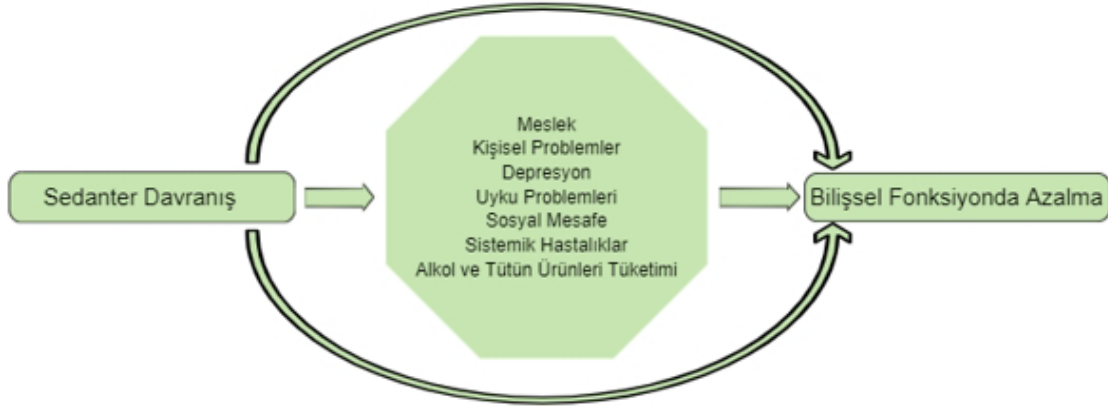 Sedanter Davranış
Meslek
Kişisel Problemler
Depresyon
Uyku Problemleri
Sosyal Mesafe
Sistemik Hastalıklar
Alkol ve Tütün Ürünleri Tüketimi
Bilişsel Fonksiyonda Azalma